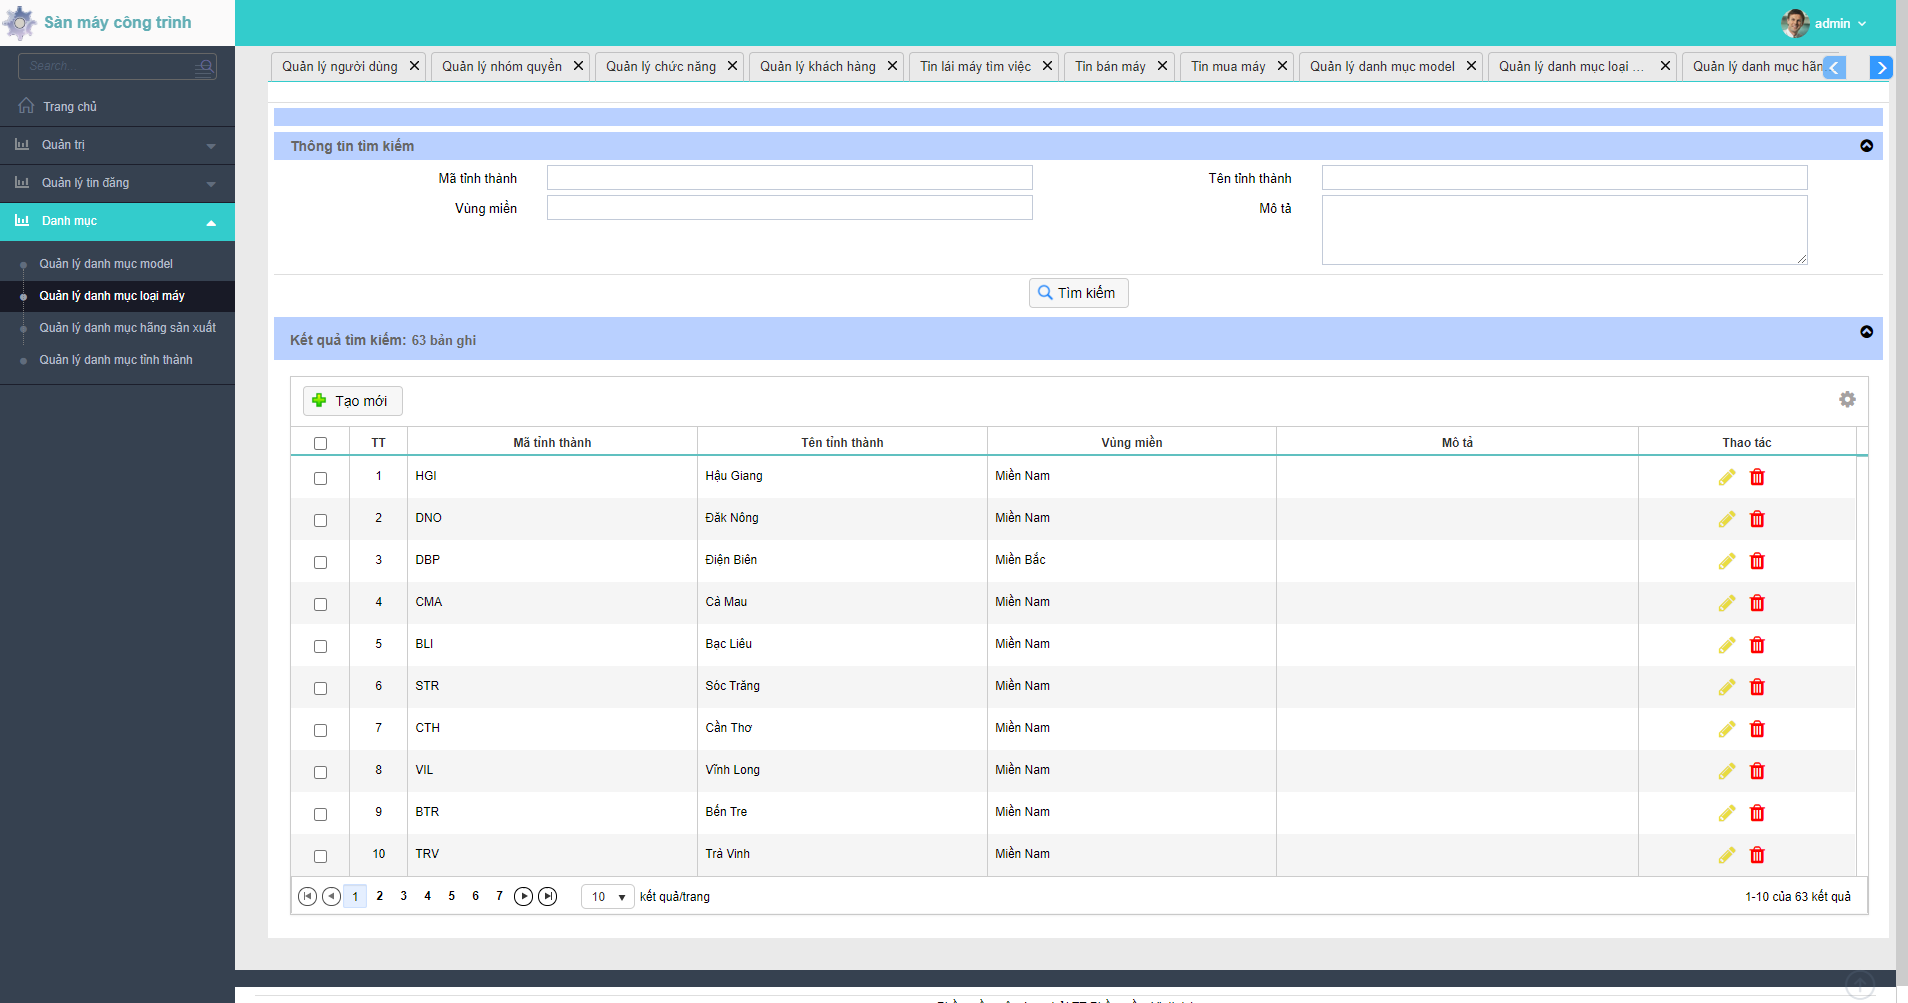 Sàn máy công trình
admin
Search...
Trang chủ
Quản trị
Quản lý tin đăng
Danh mục
Quản lý danh mục model
Quản lý danh mục loại máy
Quản lý danh mục hãng sản xuất
Quản lý danh mục tỉnh thành
Quản lý người dùng Quản lý nhóm quyền Quản lý chức năng Quản lý khách hàng Tin lái máy tìm việc Tin bán máy Tin mua máy Quản lý danh mục model Quản lý danh mục loại ... Quản lý danh mục hãn
Thông tin tìm kiếm
Mã tỉnh thành Tên tỉnh thành
Vùng miền Mô tả
Tìm kiếm
Kết quả tìm kiếm: 63 bản ghi
Tạo mới
TT Mã tỉnh thành Tên tỉnh thành Vùng miền Mô tả Thao tác
1 HGI Hậu Giang Miền Nam
2 DNO Đăk Nông Miền Nam
3 DBP Điện Biên Miền Bắc
4 CMA Cà Mau Miền Nam
5 BLI Bạc Liêu Miền Nam
6 STR Sóc Trăng Miền Nam
7 CTH Cần Thơ Miền Nam
8 VIL Vĩnh Long Miền Nam
9 BTR Bến Tre Miền Nam
10 TRV Trà Vinh Miền Nam
1 2 3 4 5 6 7 10 kết quả/trang 1-10 của 63 kết quả